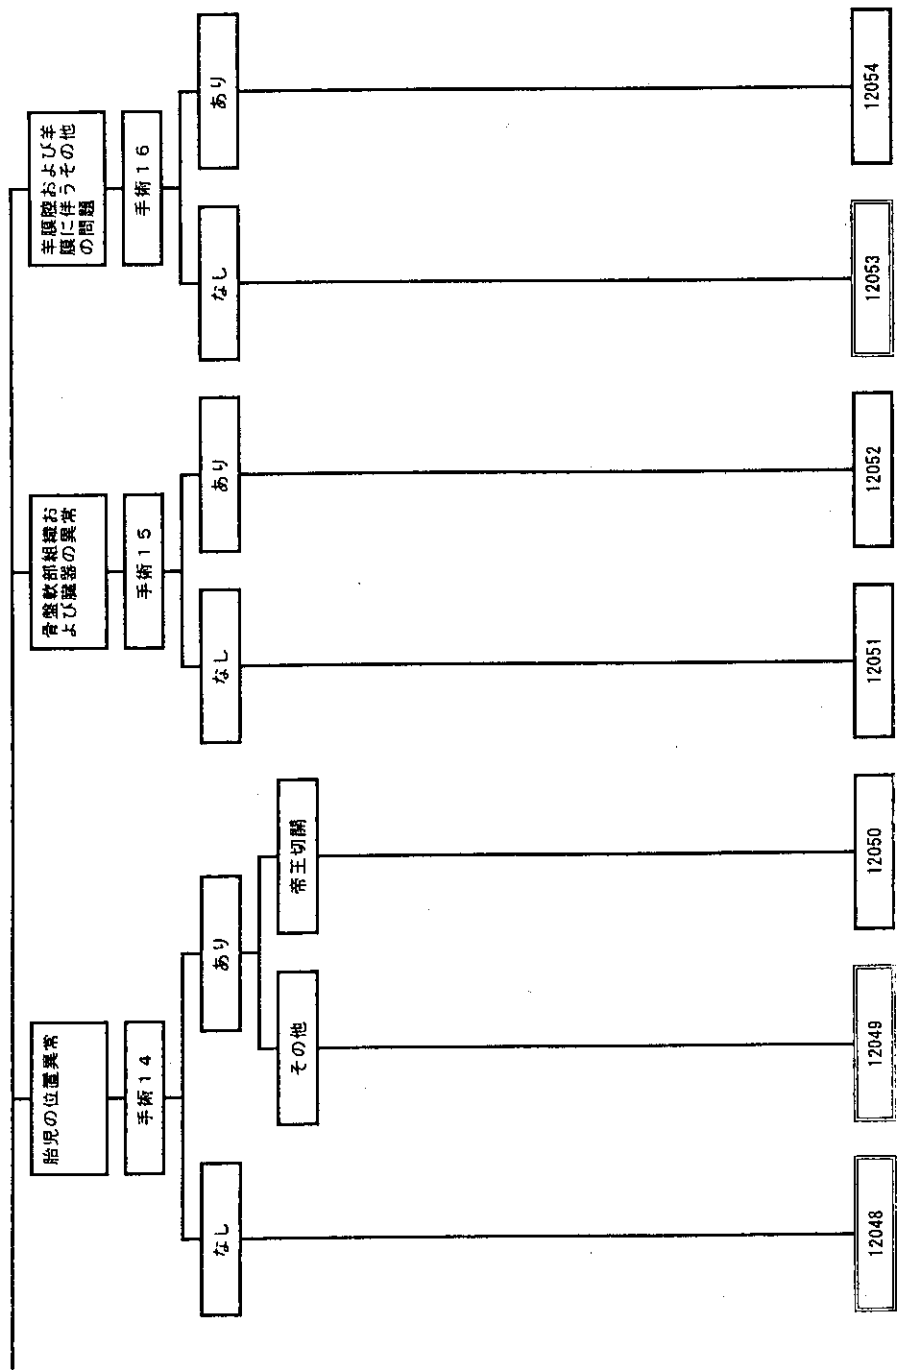 胎児の位置異常
手術14
なし
あり
その他
帝王切開
12048
12049
12050
骨盤軟部組織お
よび臓器の異常
手術15
なし
あり
12051
12052
羊膜腔および羊
膜に伴うその他
の問題
手術16
なし
あり
12053
12054